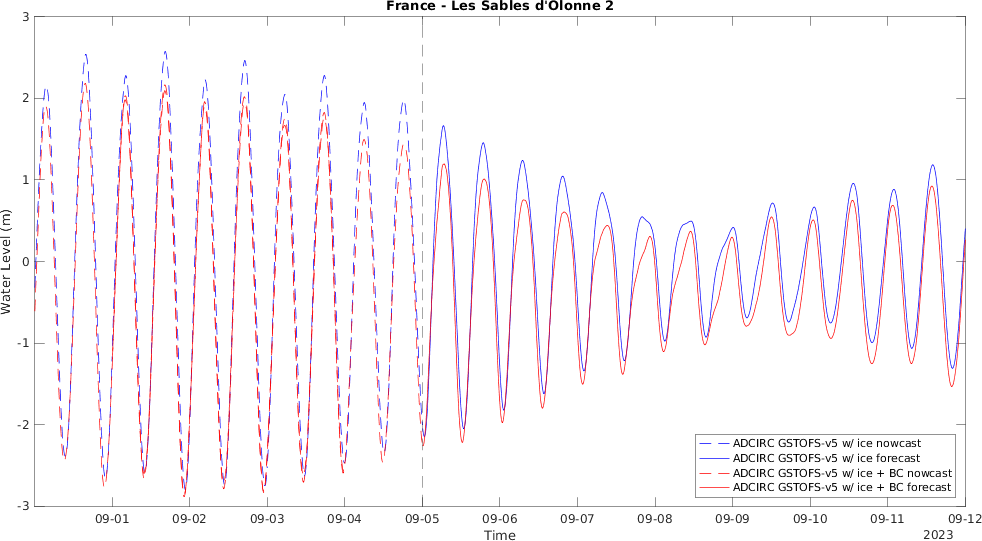 France - Les Sables d'Olonne 2
3
2
1
0
-1
-2
-3
Water Level (m)
ADCIRC GSTOFS-v5 w/ ice nowcast
ADCIRC GSTOFS-v5 w/ ice forecast
ADCIRC GSTOFS-v5 w/ ice + BC nowcast
ADCIRC GSTOFS-v5 w/ ice + BC forecast
09-01 09-02 09-03 09-04 09-05 09-06 09-07 09-08 09-09 09-10 09-11 09-12
Time
2023